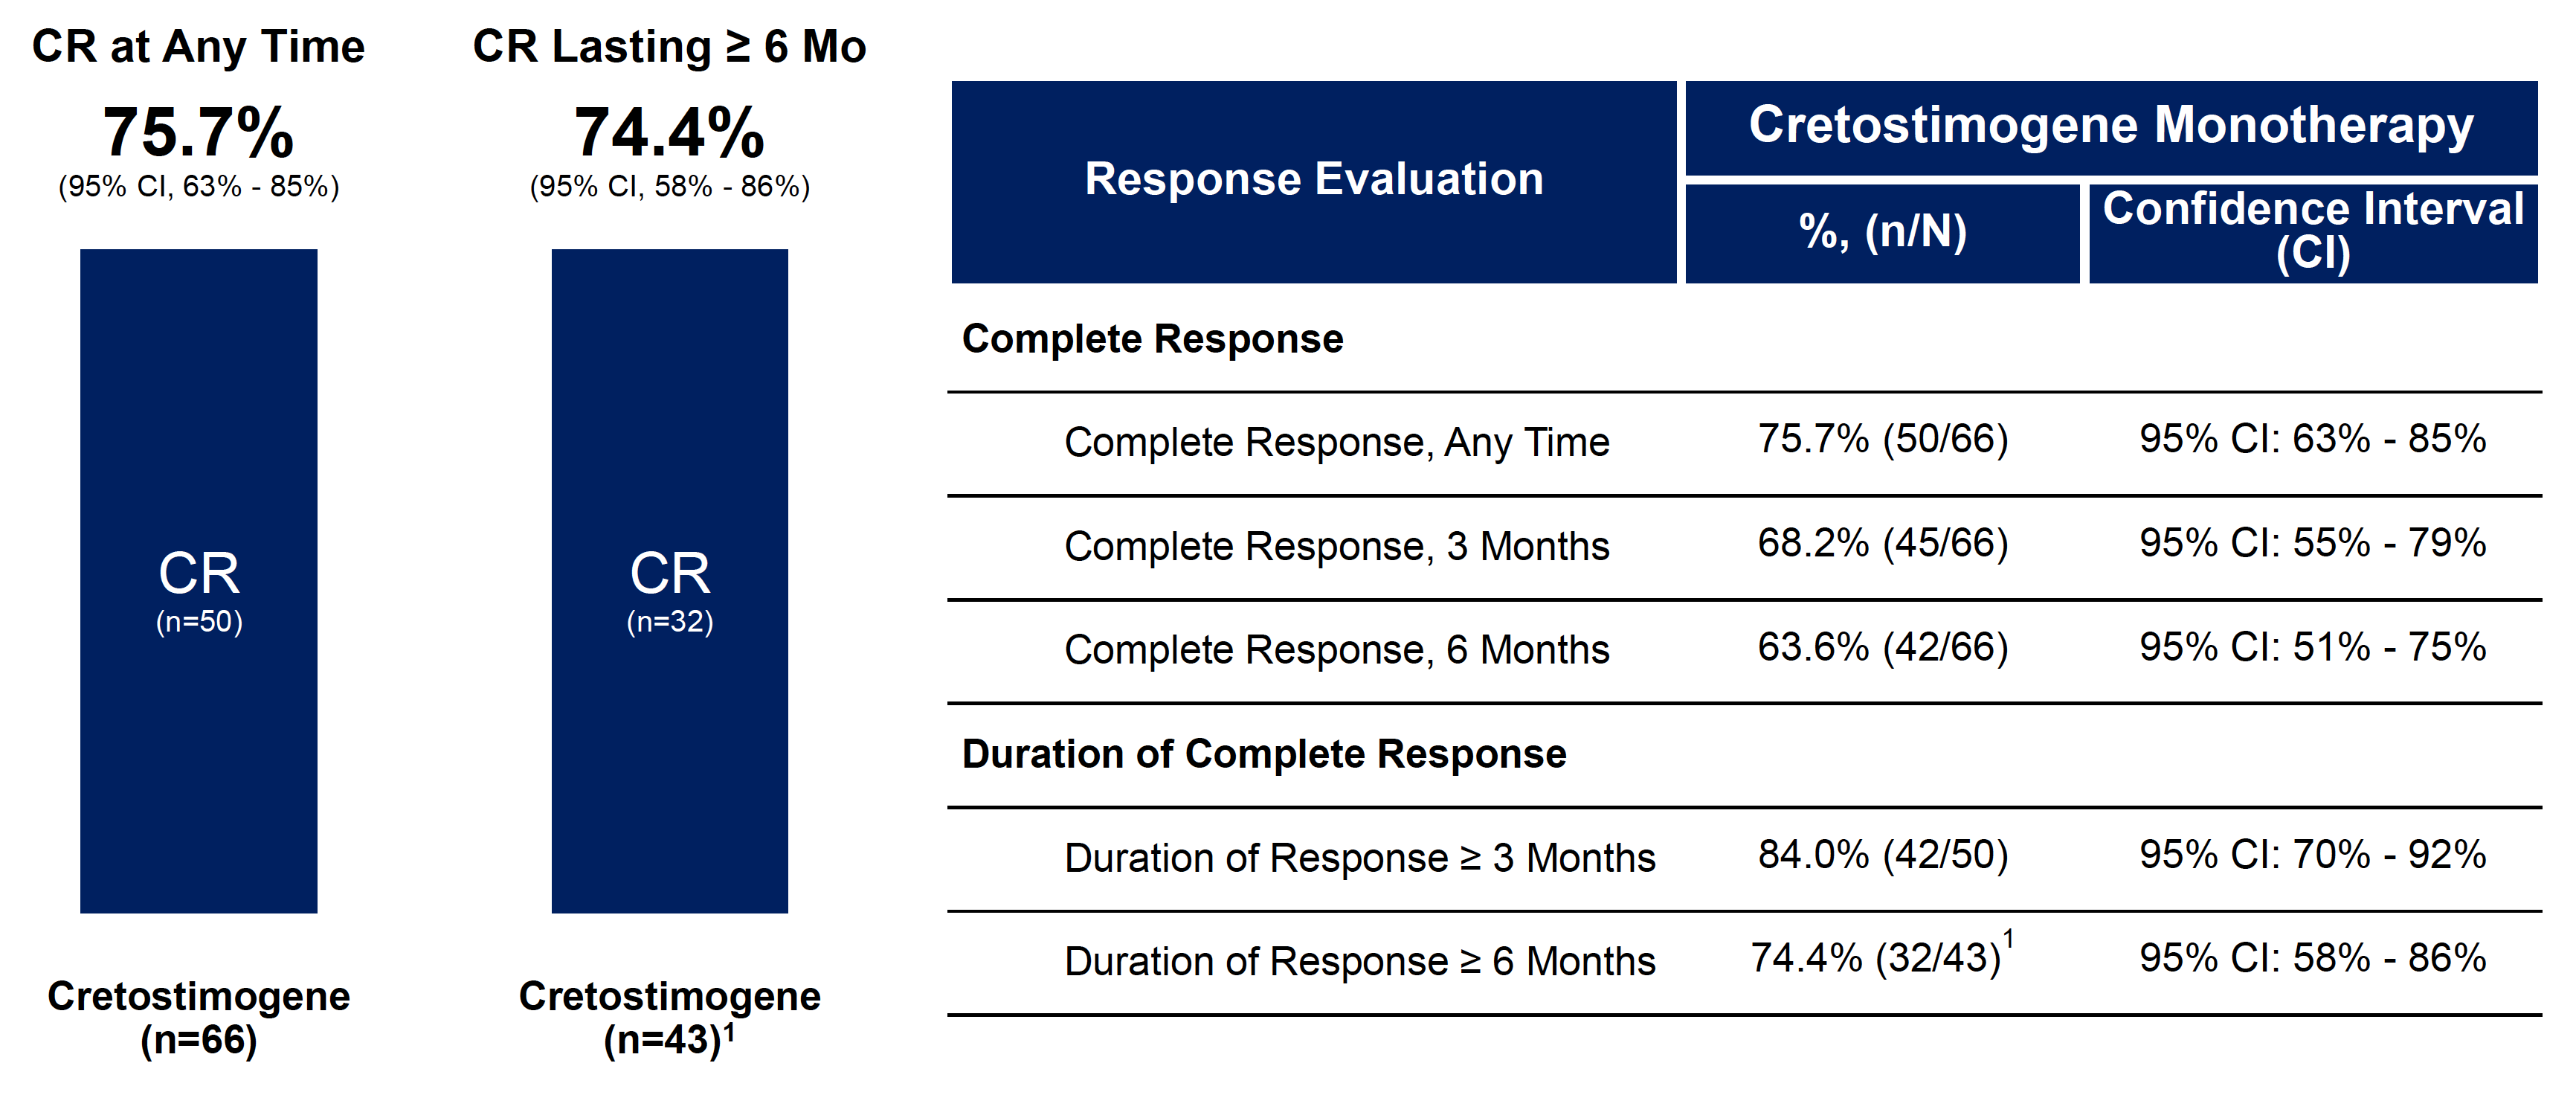 CR at Any Time
75.7%
(95% CI, 63% - 85%)
CR
(n=50)
Cretostimogene
(n=66)
CR Lasting ≥ 6 Mo
74.4%
(95% CI, 58% - 86%)
CR
(n=32)
Cretostimogene
(n=43)¹
Response Evaluation
Cretostimogene Monotherapy
%, (n/N)
Confidence Interval
(CI)
Complete Response
Complete Response, Any Time 75.7% (50/66) 95% CI: 63% - 85%
Complete Response, 3 Months 68.2% (45/66) 95% CI: 55% - 79%
Complete Response, 6 Months 63.6% (42/66) 95% CI: 51% - 75%
Duration of Complete Response
Duration of Response ≥ 3 Months 84.0% (42/50) 95% CI: 70% - 92%
Duration of Response ≥ 6 Months 74.4% (32/43)¹ 95% CI: 58% - 86%